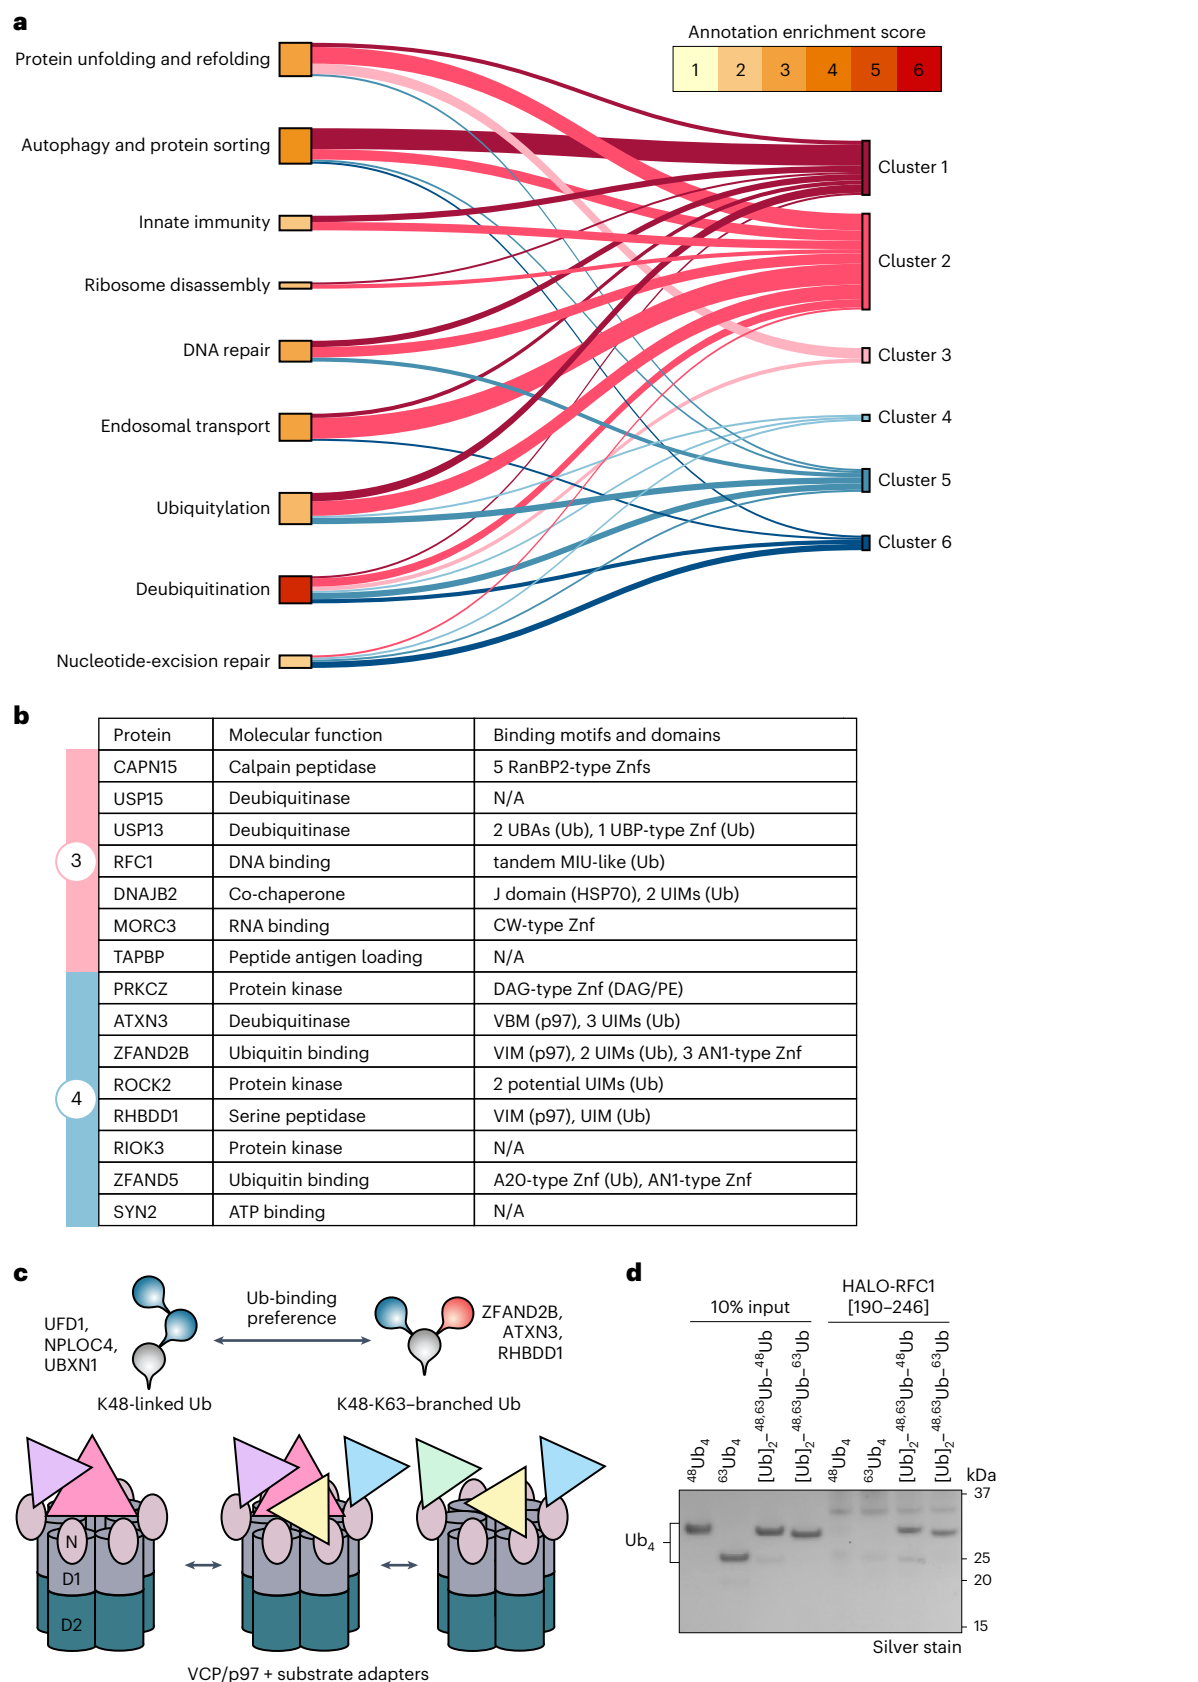 a
Annotation enrichment score
1 2 3 4 5 6
Protein unfolding and refolding
Autophagy and protein sorting
Innate immunity
Ribosome disassembly
DNA repair
Endosomal transport
Ubiquitylation
Deubiquitination
Nucleotide-excision repair
Cluster 1
Cluster 2
Cluster 3
Cluster 4
Cluster 5
Cluster 6
b
Protein Molecular function Binding motifs and domains
3
CAPN15 Calpain peptidase 5 RanBP2-type Znfs
USP15 Deubiquitinase N/A
USP13 Deubiquitinase 2 UBAs (Ub), 1 UBP-type Znf (Ub)
RFC1 DNA binding tandem MIU-like (Ub)
DNAJB2 Co-chaperone J domain (HSP70), 2 UIMs (Ub)
MORC3 RNA binding CW-type Znf
TAPBP Peptide antigen loading N/A
4
PRKCZ Protein kinase DAG-type Znf (DAG/PE)
ATXN3 Deubiquitinase VBM (p97), 3 UIMs (Ub)
ZFAND2B Ubiquitin binding VIM (p97), 2 UIMs (Ub), 3 AN1-type Znf
ROCK2 Protein kinase 2 potential UIMs (Ub)
RHBDD1 Serine peptidase VIM (p97), UIM (Ub)
RIOK3 Protein kinase N/A
ZFAND5 Ubiquitin binding A20-type Znf (Ub), AN1-type Znf
SYN2 ATP binding N/A
c
UFD1,
NPLOC4,
UBXN1
Ub-binding
preference
ZFAND2B,
ATXN3,
RHBDD1
K48-linked Ub
K48-K63–branched Ub
N
D1
D2
VCP/p97 + substrate adapters
d
10% input
HALO-RFC1
[190–246]
⁴⁸Ub₄
⁶³Ub₄
[Ub]₂–⁴⁸,⁶³Ub–⁴⁸Ub
[Ub]₂–⁴⁸,⁶³Ub–⁶³Ub
⁴⁸Ub₄
⁶³Ub₄
[Ub]₂–⁴⁸,⁶³Ub–⁴⁸Ub
[Ub]₂–⁴⁸,⁶³Ub–⁶³Ub
kDa
37
25
20
15
Ub₄
Silver stain